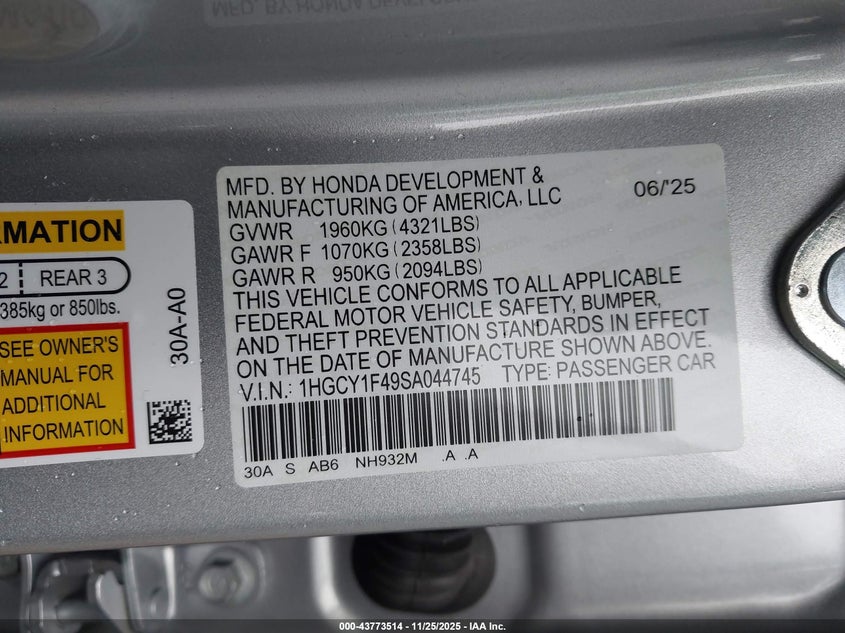 MFD. BY HONDA DEVELOPMENT &
MANUFACTURING OF AMERICA, LLC
06/'25
GVWR 1960KG (4321LBS)
GAWR F 1070KG (2358LBS)
GAWR R 950KG (2094LBS)
THIS VEHICLE CONFORMS TO ALL APPLICABLE
FEDERAL MOTOR VEHICLE SAFETY, BUMPER,
AND THEFT PREVENTION STANDARDS IN EFFECT
ON THE DATE OF MANUFACTURE SHOWN ABOVE.
V.I.N.: 1HGCY1F49SA044745 TYPE: PASSENGER CAR
30A S AB6 NH932M .A .A
2 REAR 3
385kg or 850lbs.
SEE OWNER'S
MANUAL FOR
ADDITIONAL
INFORMATION
30A-A0
000-43773514 - 11/25/2025 - IAA Inc.